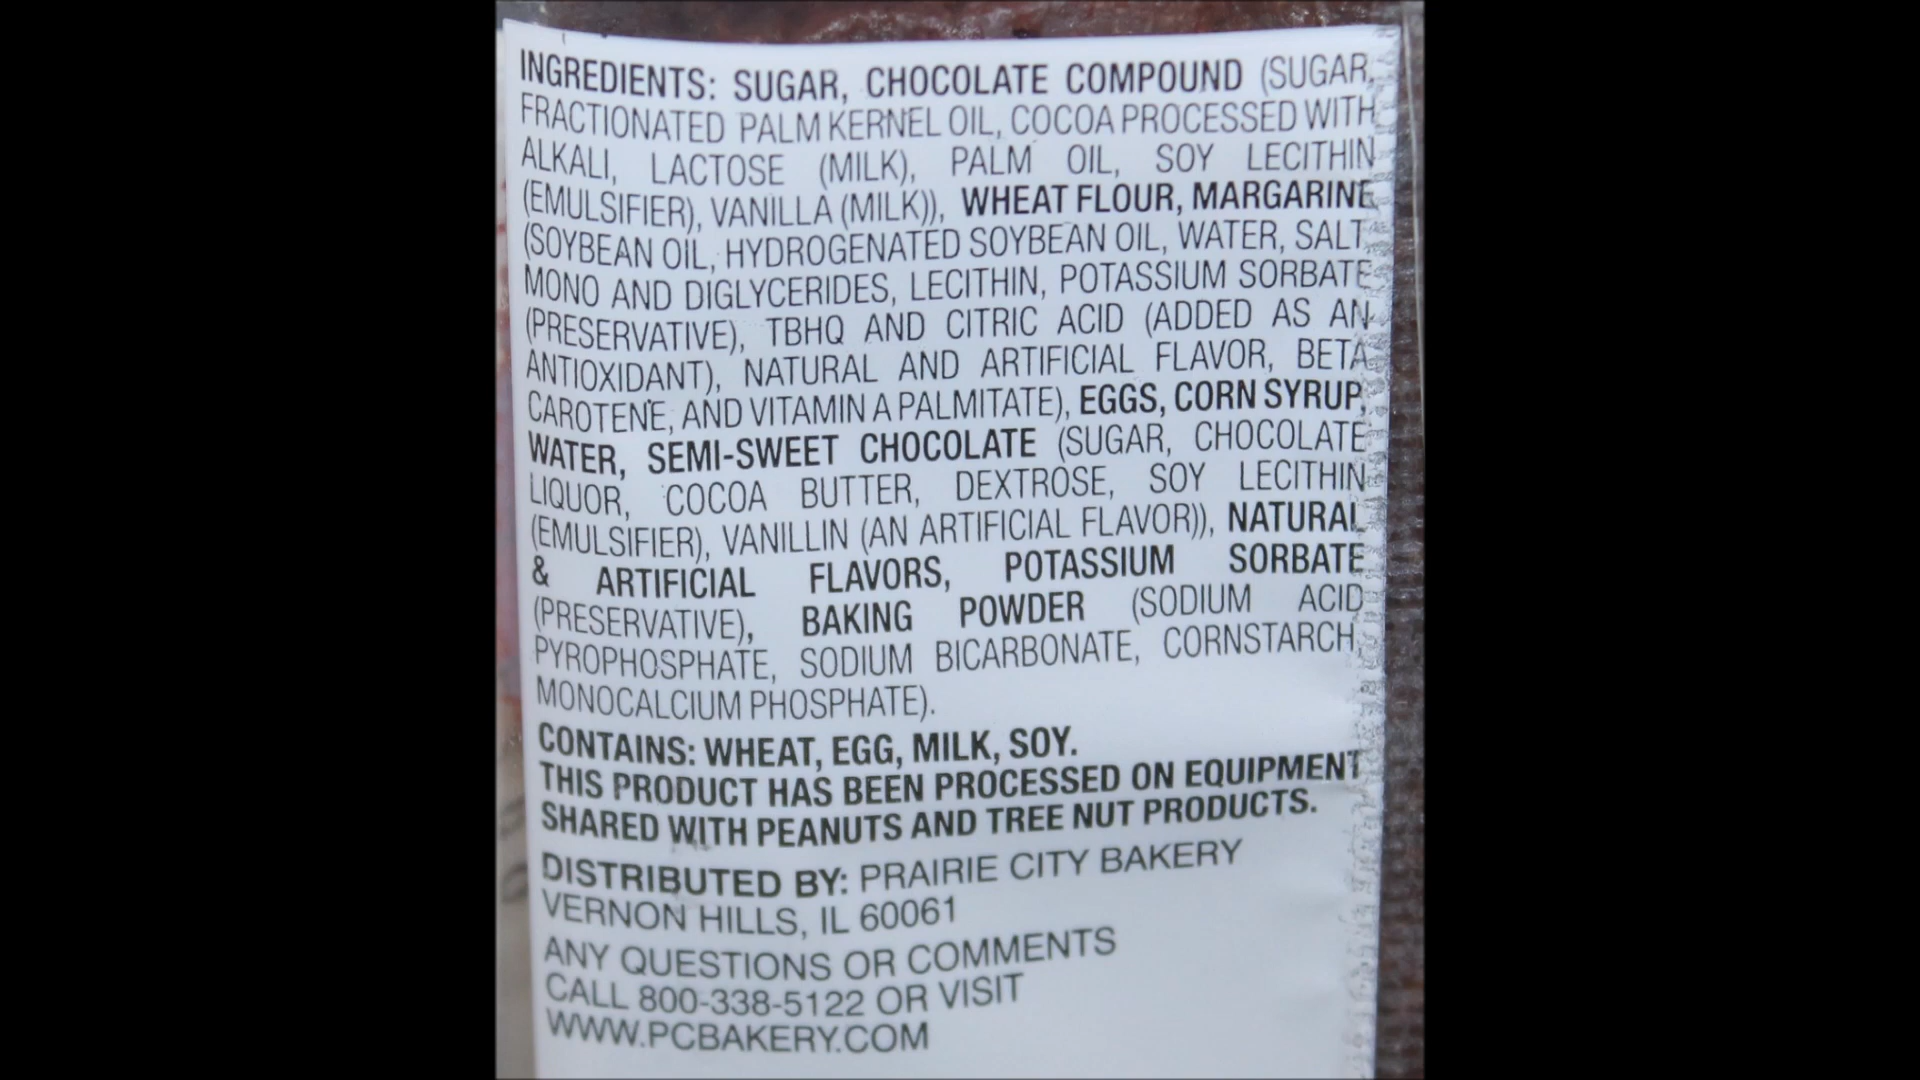 INGREDIENTS: SUGAR, CHOCOLATE COMPOUND (SUGAR,
FRACTIONATED PALM KERNEL OIL, COCOA PROCESSED WITH
ALKALI, LACTOSE (MILK), PALM OIL, SOY LECITHIN
(EMULSIFIER), VANILLA (MILK)), WHEAT FLOUR, MARGARINE
(SOYBEAN OIL, HYDROGENATED SOYBEAN OIL, WATER, SALT,
MONO AND DIGLYCERIDES, LECITHIN, POTASSIUM SORBATE
(PRESERVATIVE), TBHQ AND CITRIC ACID (ADDED AS AN
ANTIOXIDANT), NATURAL AND ARTIFICIAL FLAVOR, BETA
CAROTENE, AND VITAMIN A PALMITATE), EGGS, CORN SYRUP,
WATER, SEMI-SWEET CHOCOLATE (SUGAR, CHOCOLATE
LIQUOR, COCOA BUTTER, DEXTROSE, SOY LECITHIN
(EMULSIFIER), VANILLIN (AN ARTIFICIAL FLAVOR)), NATURAL
& ARTIFICIAL FLAVORS, POTASSIUM SORBATE
(PRESERVATIVE), BAKING POWDER (SODIUM ACID
PYROPHOSPHATE, SODIUM BICARBONATE, CORNSTARCH,
MONOCALCIUM PHOSPHATE).
CONTAINS: WHEAT, EGG, MILK, SOY.
THIS PRODUCT HAS BEEN PROCESSED ON EQUIPMENT
SHARED WITH PEANUTS AND TREE NUT PRODUCTS.
DISTRIBUTED BY: PRAIRIE CITY BAKERY
VERNON HILLS, IL 60061
ANY QUESTIONS OR COMMENTS
CALL 800-338-5122 OR VISIT
WWW.PCBAKERY.COM